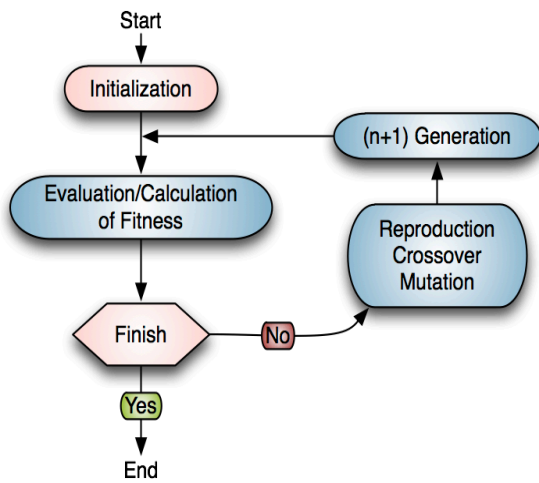 Start
Initialization
(n+1) Generation
Evaluation/Calculation
of Fitness
Reproduction
Crossover
Mutation
Finish
No
Yes
End